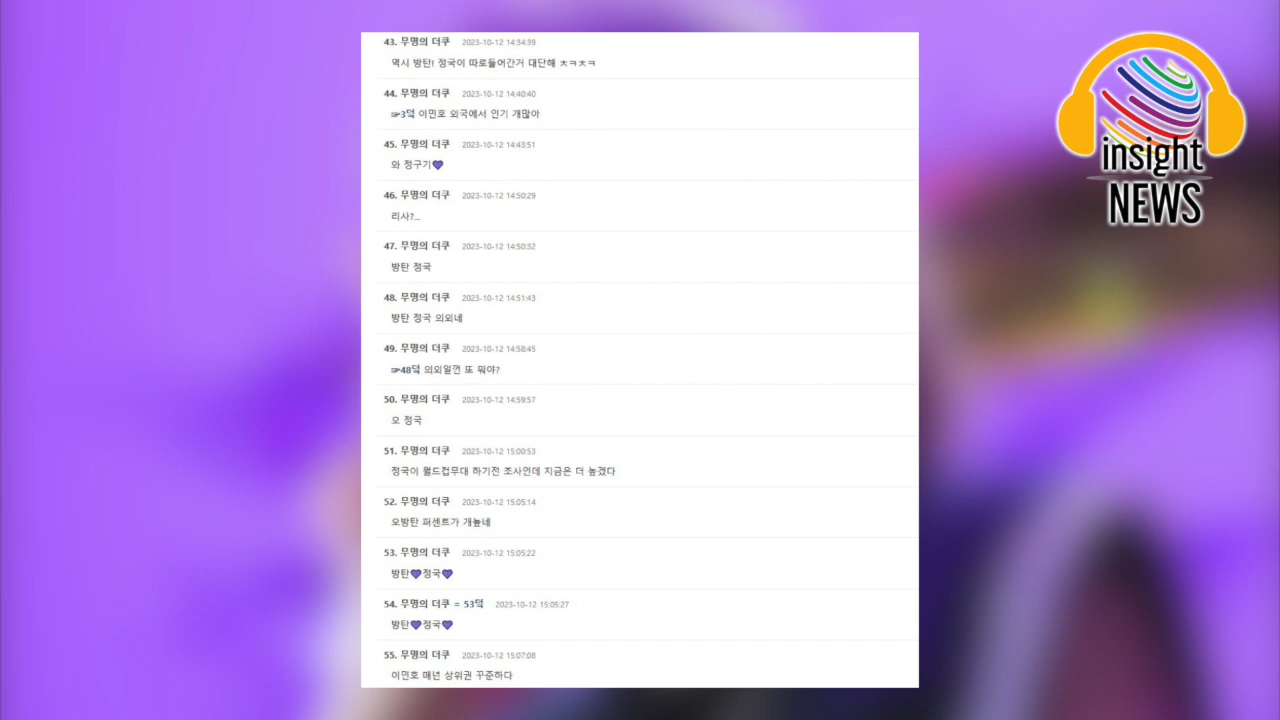 43. 무명의 더쿠 2023-10-12 14:34:39
역시 방탄! 정국이 따로들어간거 대단해 ㅊㅋㅊㅋ
44. 무명의 더쿠 2023-10-12 14:40:40
☞3덬 이민호 외국에서 인기 개많아
45. 무명의 더쿠 2023-10-12 14:43:51
와 정구기💜
46. 무명의 더쿠 2023-10-12 14:50:29
리사?...
47. 무명의 더쿠 2023-10-12 14:50:32
방탄 정국
48. 무명의 더쿠 2023-10-12 14:51:43
방탄 정국 의외네
49. 무명의 더쿠 2023-10-12 14:58:45
☞48덬 의외일껀 또 뭐야?
50. 무명의 더쿠 2023-10-12 14:59:57
오 정국
51. 무명의 더쿠 2023-10-12 15:00:53
정국이 월드컵무대 하기전 조사인데 지금은 더 높겠다
52. 무명의 더쿠 2023-10-12 15:05:14
오방탄 퍼센트가 개높네
53. 무명의 더쿠 2023-10-12 15:05:22
방탄💜정국💜
54. 무명의 더쿠 = 53덬 2023-10-12 15:05:27
방탄💜정국💜
55. 무명의 더쿠 2023-10-12 15:07:08
이민호 매년 상위권 꾸준하다
insight
NEWS